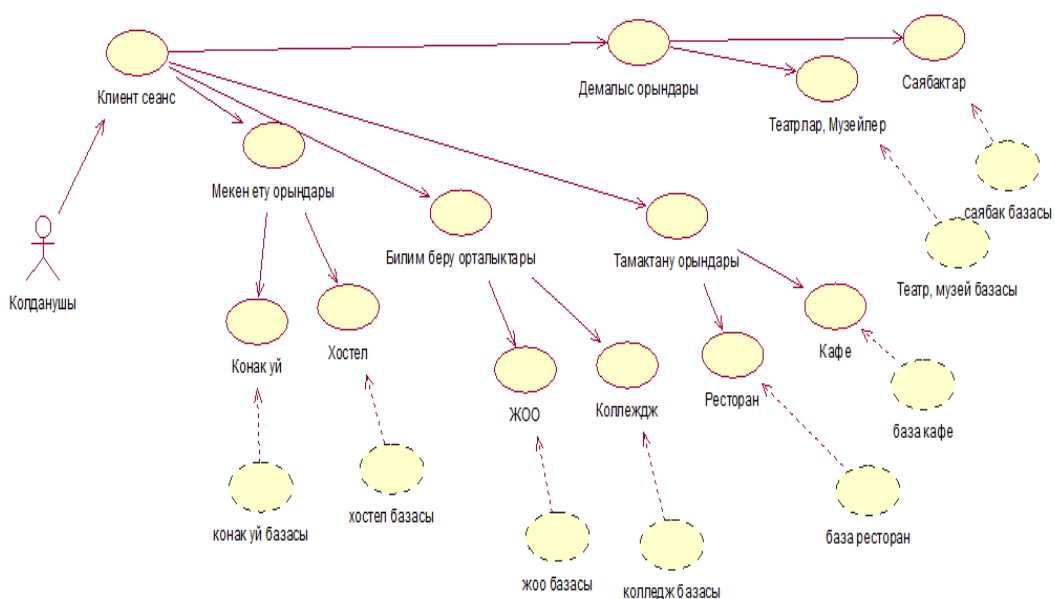 Клиент сеанс
Демалыс орындары
Саябактар
Театрлар, Музейлер
Мекен ету орындары
саябак базасы
Билим беру орталыктары
Тамактану орындары
Театр, музей базасы
Колданушы
Конак уй
Хостел
Кафе
ЖОО
Коллеждж
Ресторан
база кафе
конак уй базасы
хостел базасы
база ресторан
жоо базасы
колледж базасы